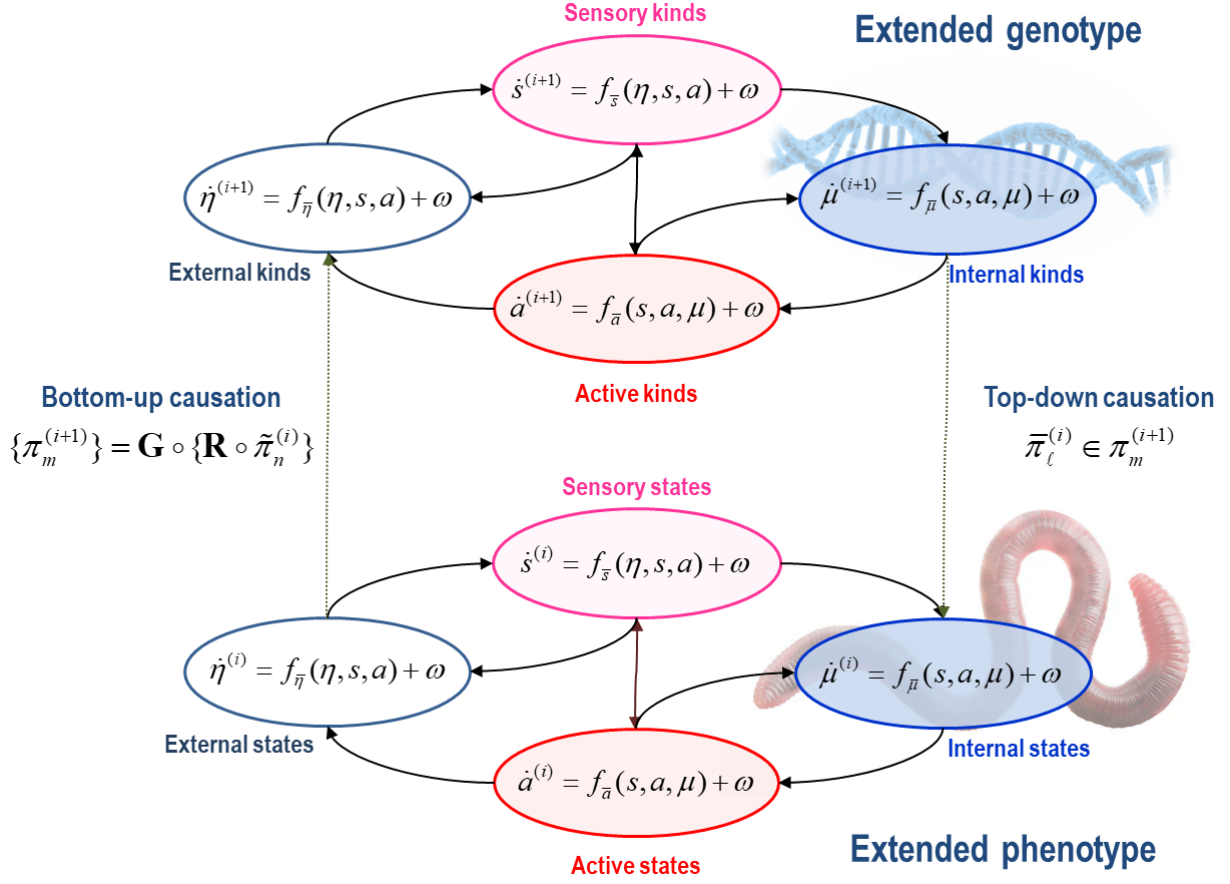 Sensory kinds
Extended genotype
ṡ⁽ⁱ⁺¹⁾ = f_s̄(η, s, a) + ω
η̇⁽ⁱ⁺¹⁾ = f_η̄(η, s, a) + ω
μ̇⁽ⁱ⁺¹⁾ = f_μ̄(s, a, μ) + ω
External kinds
Internal kinds
ȧ⁽ⁱ⁺¹⁾ = f_ā(s, a, μ) + ω
Active kinds
Bottom-up causation
{π_m⁽ⁱ⁺¹⁾} = G ∘ {R ∘ π̃_n⁽ⁱ⁾}
Top-down causation
π̄_ℓ⁽ⁱ⁾ ∈ π_m⁽ⁱ⁺¹⁾
Sensory states
ṡ⁽ⁱ⁾ = f_s̄(η, s, a) + ω
η̇⁽ⁱ⁾ = f_η̄(η, s, a) + ω
μ̇⁽ⁱ⁾ = f_μ̄(s, a, μ) + ω
External states
Internal states
ȧ⁽ⁱ⁾ = f_ā(s, a, μ) + ω
Active states
Extended phenotype